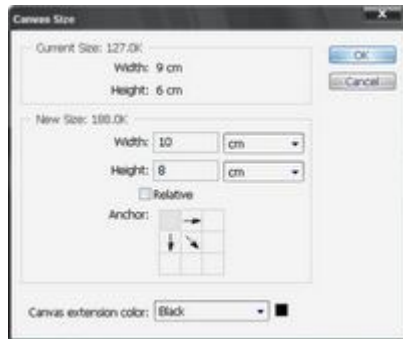 Canvas Size
Current Size: 127.0K
Width: 9 cm
Height: 6 cm
OK
Cancel
New Size: 188.0K
Width: 10 cm
Height: 8 cm
Relative
Anchor:
Canvas extension color: Black